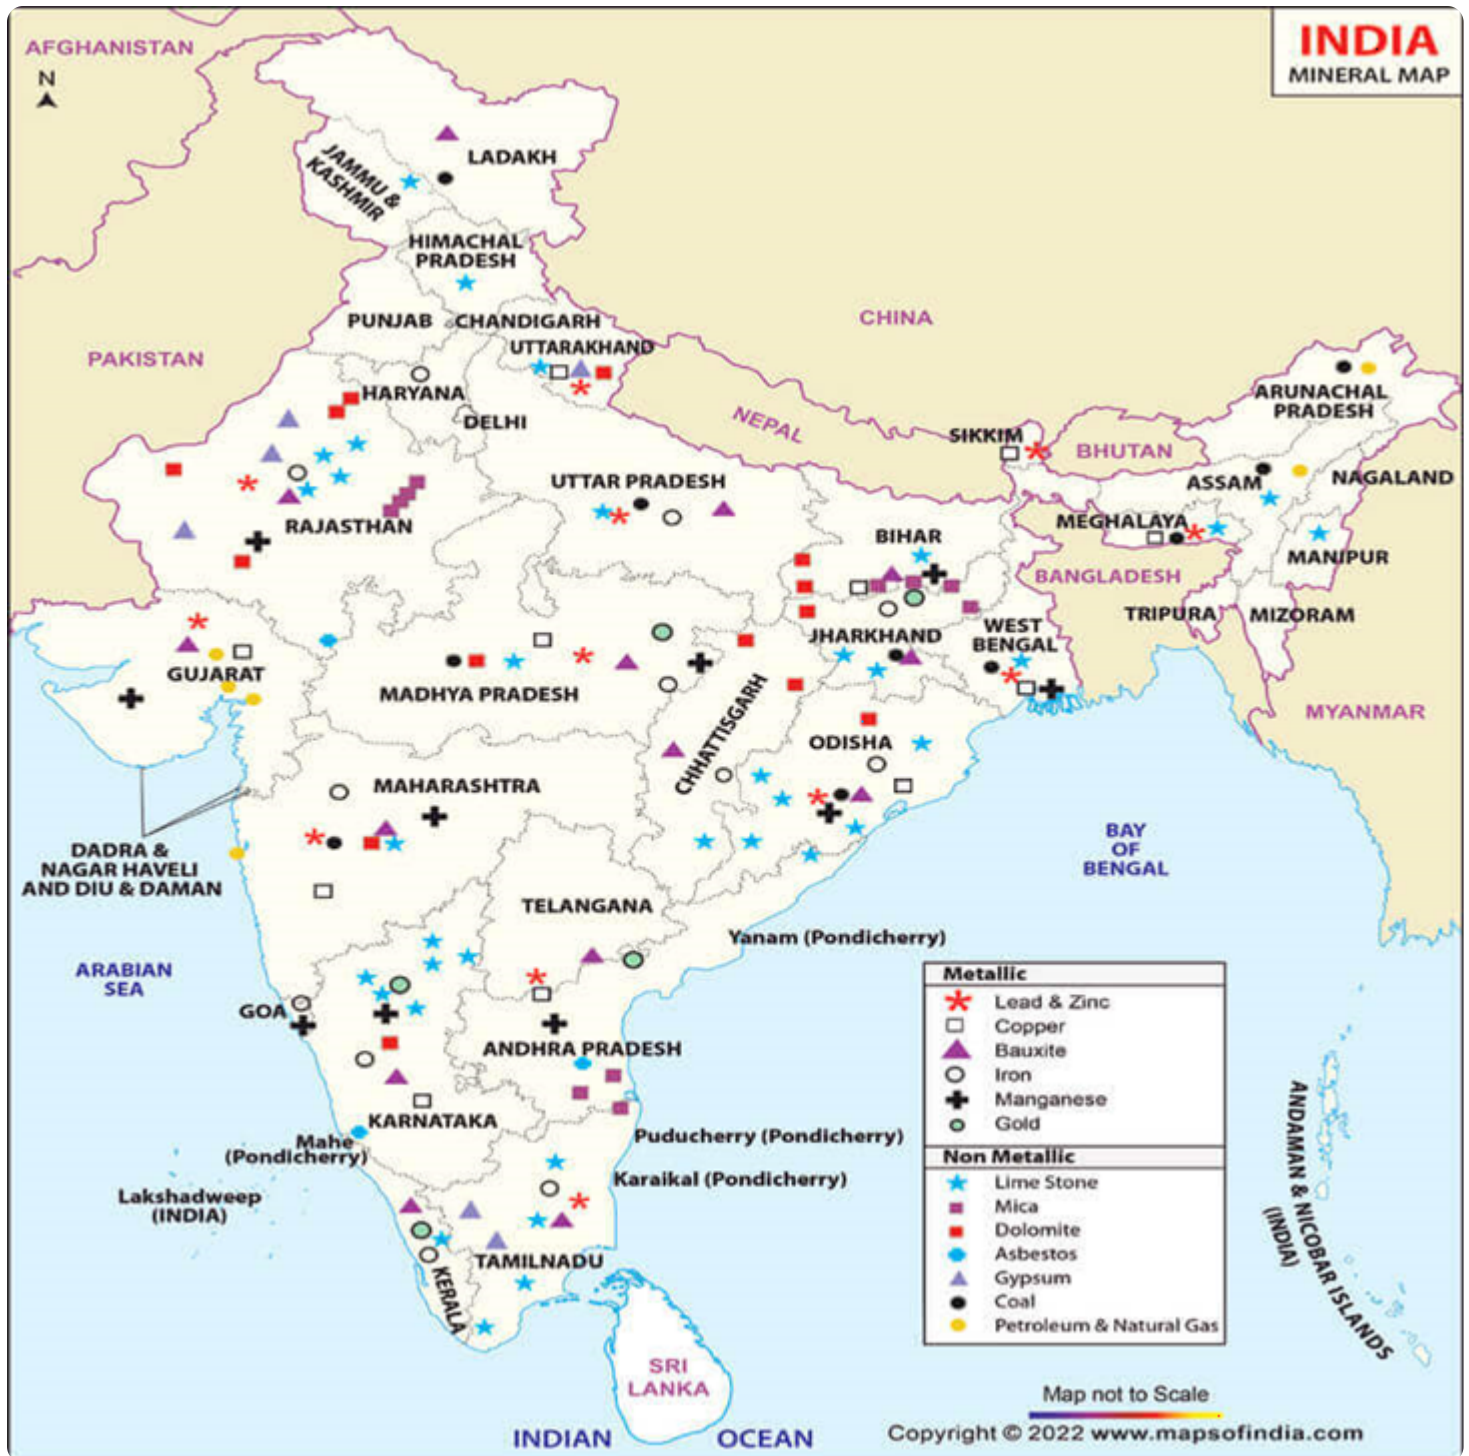 INDIA
MINERAL MAP
AFGHANISTAN
N
LADAKH
JAMMU &
KASHMIR
HIMACHAL
PRADESH
PUNJAB
CHANDIGARH
UTTARAKHAND
CHINA
PAKISTAN
HARYANA
DELHI
NEPAL
ARUNACHAL
PRADESH
SIKKIM
BHUTAN
UTTAR PRADESH
ASSAM
NAGALAND
RAJASTHAN
MEGHALAYA
BIHAR
MANIPUR
BANGLADESH
TRIPURA
MIZORAM
JHARKHAND
WEST
BENGAL
GUJARAT
MADHYA PRADESH
CHHATTISGARH
MYANMAR
ODISHA
MAHARASHTRA
DADRA &
NAGAR HAVELI
AND DIU & DAMAN
BAY
OF
BENGAL
TELANGANA
Yanam (Pondicherry)
ARABIAN
SEA
GOA
ANDHRA PRADESH
KARNATAKA
Mahe
(Pondicherry)
Puducherry (Pondicherry)
Karaikal (Pondicherry)
Lakshadweep
(INDIA)
TAMILNADU
KERALA
SRI
LANKA
INDIAN OCEAN
ANDAMAN & NICOBAR ISLANDS
(INDIA)
Metallic
Lead & Zinc
Copper
Bauxite
Iron
Manganese
Gold
Non Metallic
Lime Stone
Mica
Dolomite
Asbestos
Gypsum
Coal
Petroleum & Natural Gas
Map not to Scale
Copyright © 2022 www.mapsofindia.com